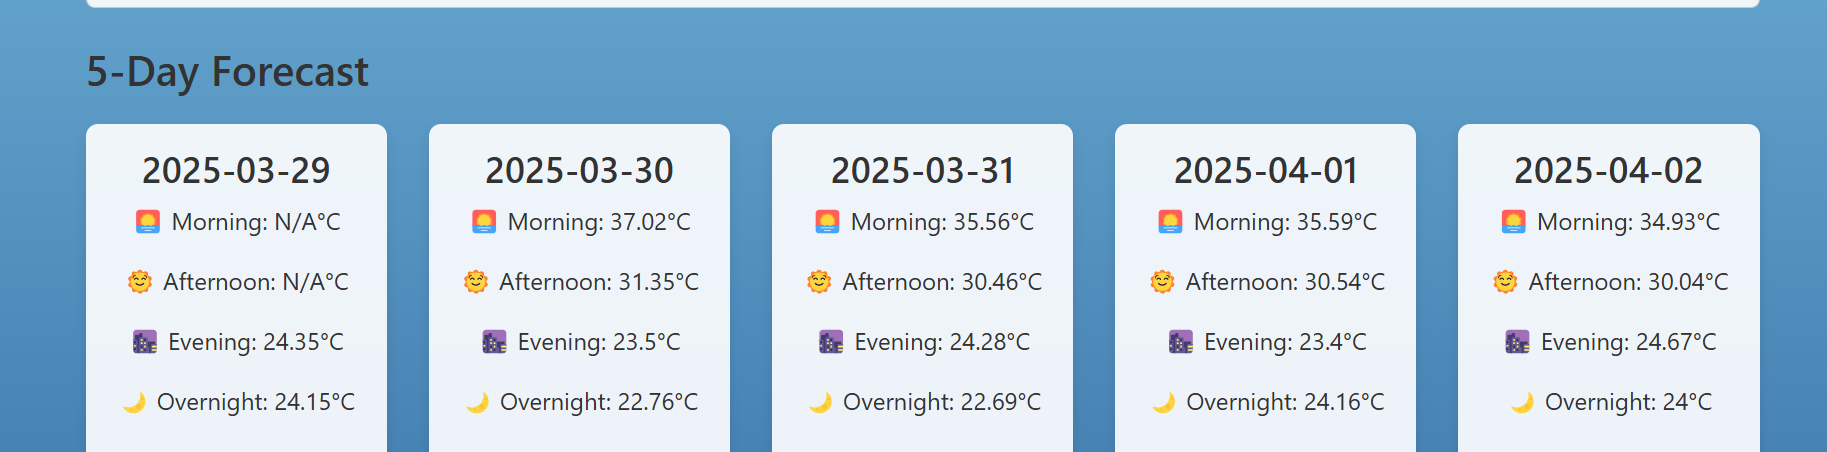 5-Day Forecast
2025-03-29
Morning: N/A°C
Afternoon: N/A°C
Evening: 24.35°C
Overnight: 24.15°C
2025-03-30
Morning: 37.02°C
Afternoon: 31.35°C
Evening: 23.5°C
Overnight: 22.76°C
2025-03-31
Morning: 35.56°C
Afternoon: 30.46°C
Evening: 24.28°C
Overnight: 22.69°C
2025-04-01
Morning: 35.59°C
Afternoon: 30.54°C
Evening: 23.4°C
Overnight: 24.16°C
2025-04-02
Morning: 34.93°C
Afternoon: 30.04°C
Evening: 24.67°C
Overnight: 24°C